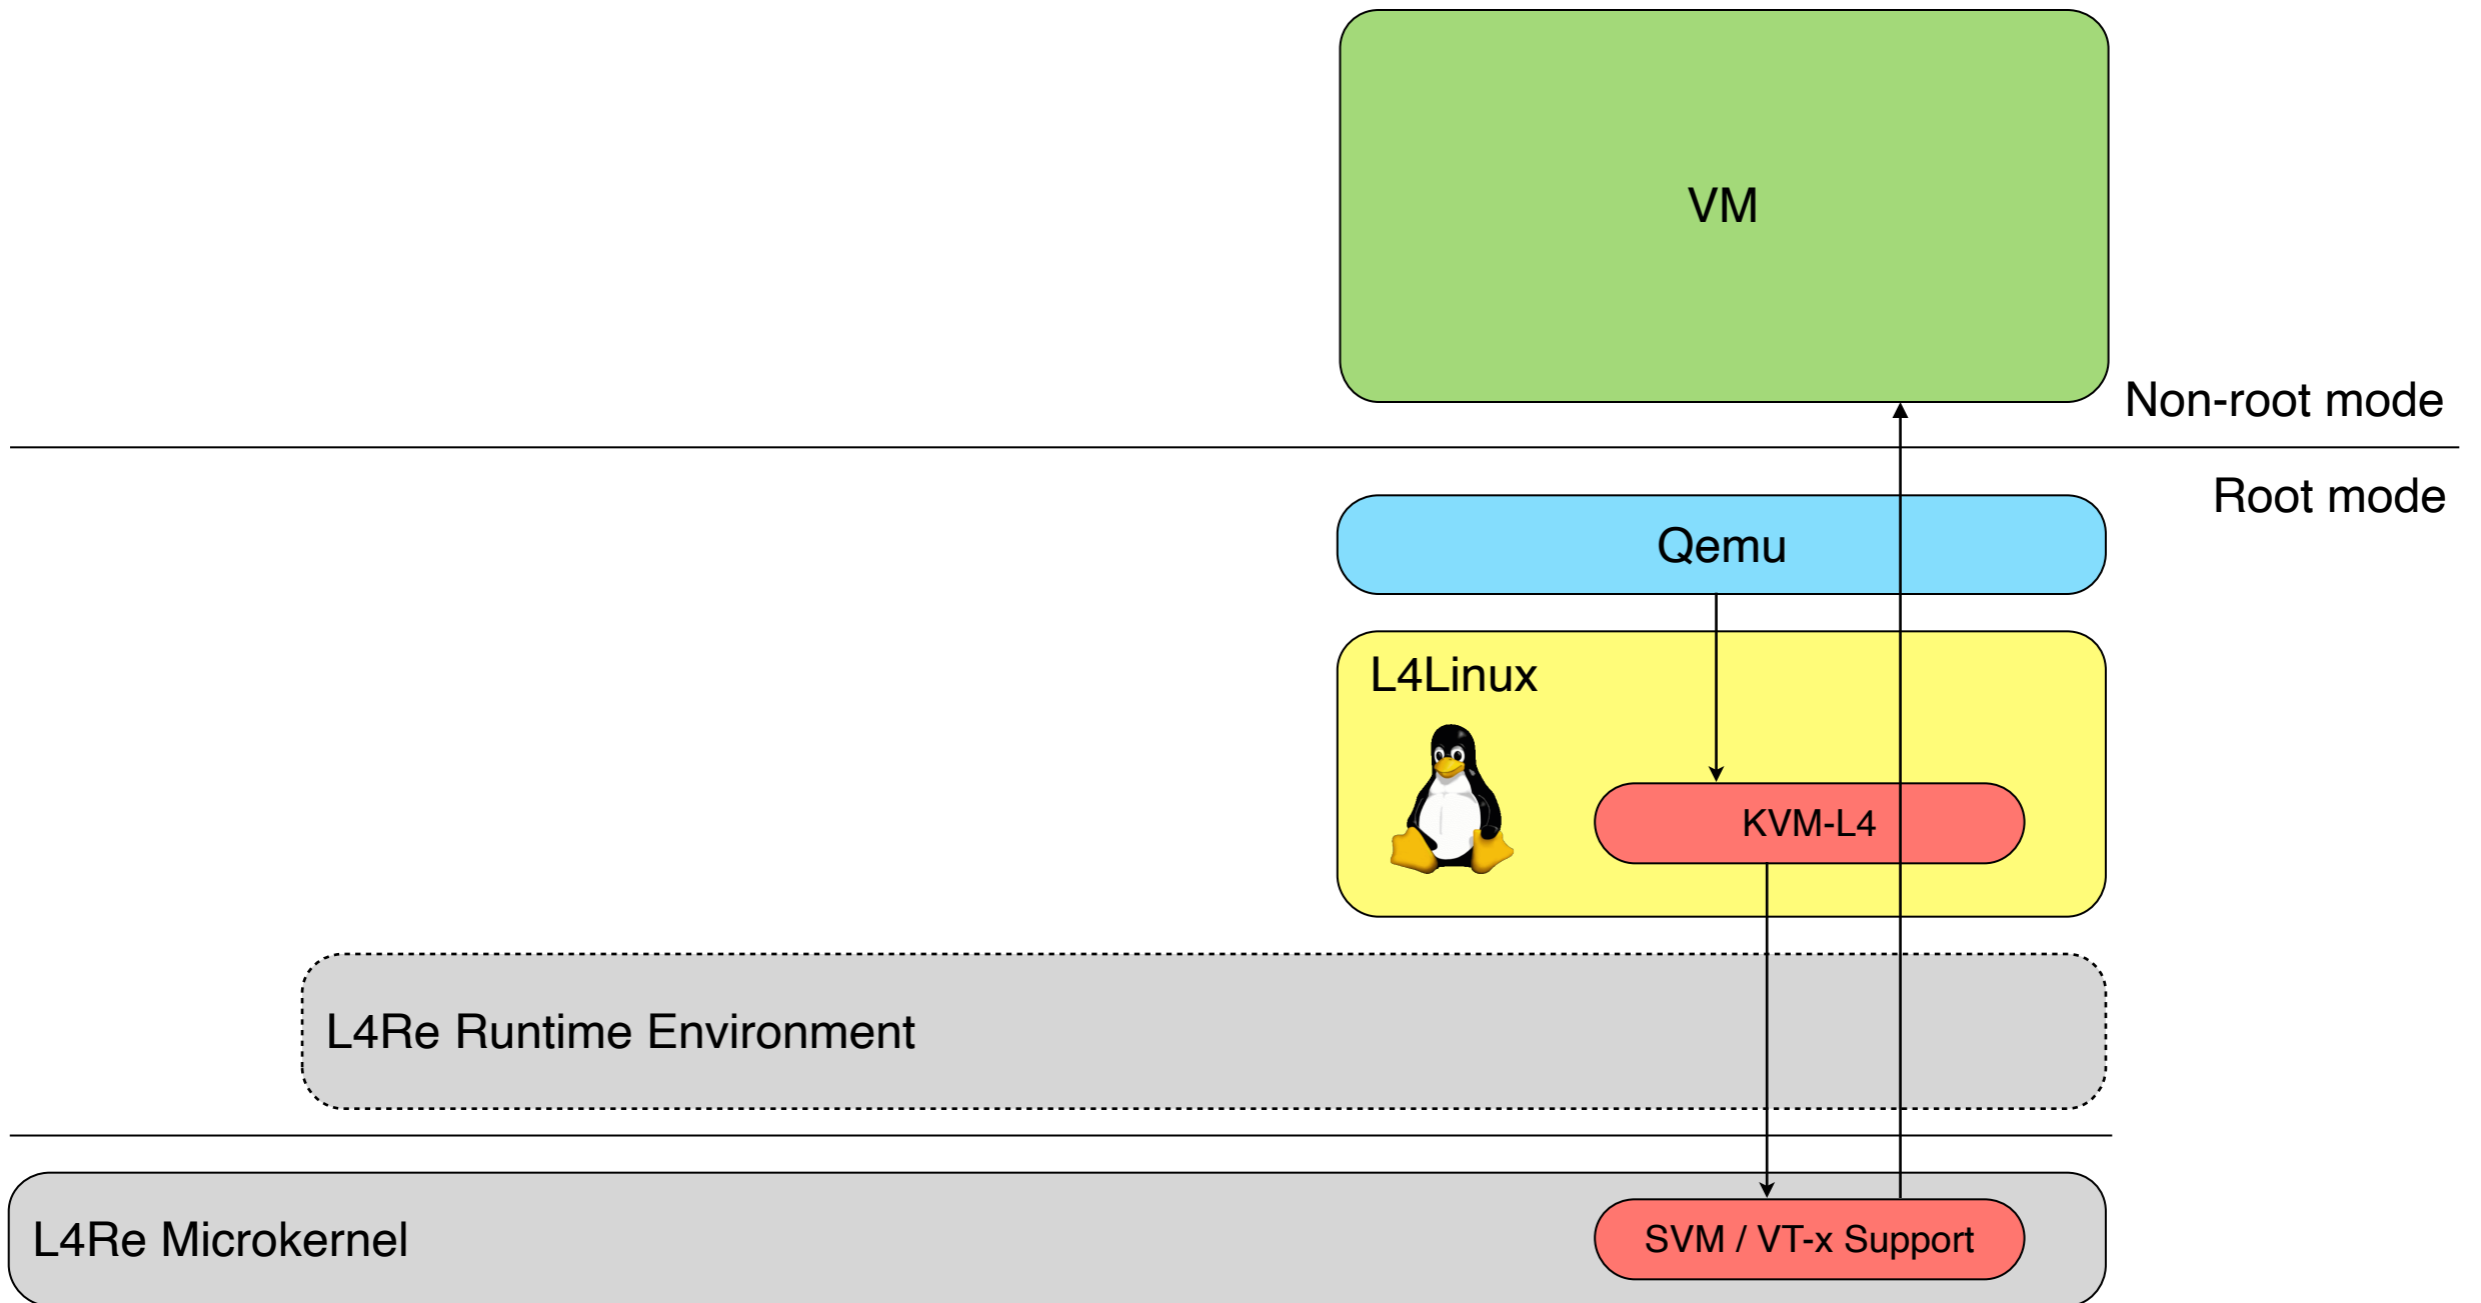 VM
Non-root mode
Root mode
Qemu
L4Linux
KVM-L4
L4Re Runtime Environment
L4Re Microkernel
SVM / VT-x Support